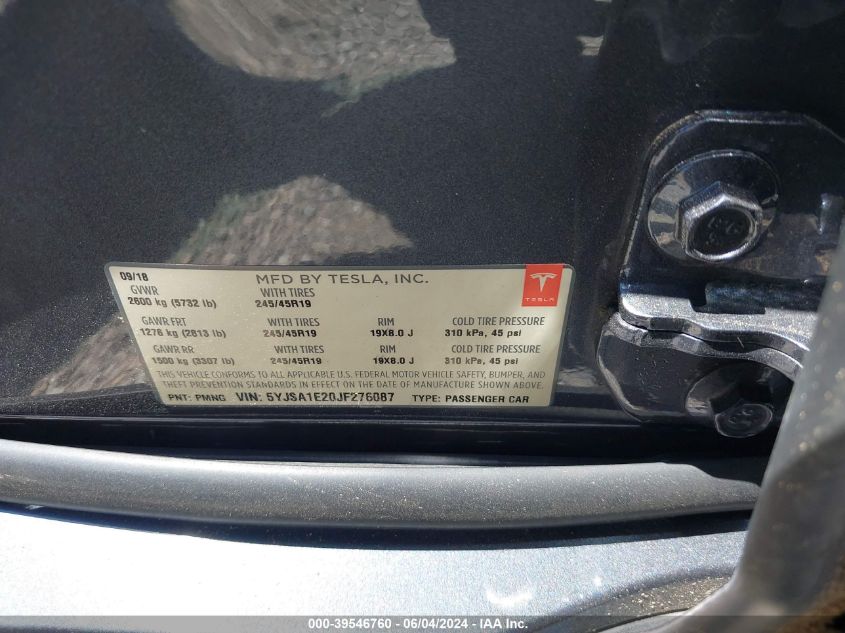 09/18
MFD BY TESLA, INC.
GVWR WITH TIRES
2600 kg (5732 lb) 245/45R19
TESLA
GAWR FRT WITH TIRES RIM COLD TIRE PRESSURE
1276 kg (2813 lb) 245/45R19 19X8.0 J 310 kPa, 45 psi
GAWR RR WITH TIRES RIM COLD TIRE PRESSURE
1500 kg (3307 lb) 245/45R19 19X8.0 J 310 kPa, 45 psi
THIS VEHICLE CONFORMS TO ALL APPLICABLE U.S. FEDERAL MOTOR VEHICLE SAFETY, BUMPER, AND
THEFT PREVENTION STANDARDS IN EFFECT ON THE DATE OF MANUFACTURE SHOWN ABOVE.
PNT: PMNG VIN: 5YJSA1E20JF276087 TYPE: PASSENGER CAR
000-39546760 - 06/04/2024 - IAA Inc.